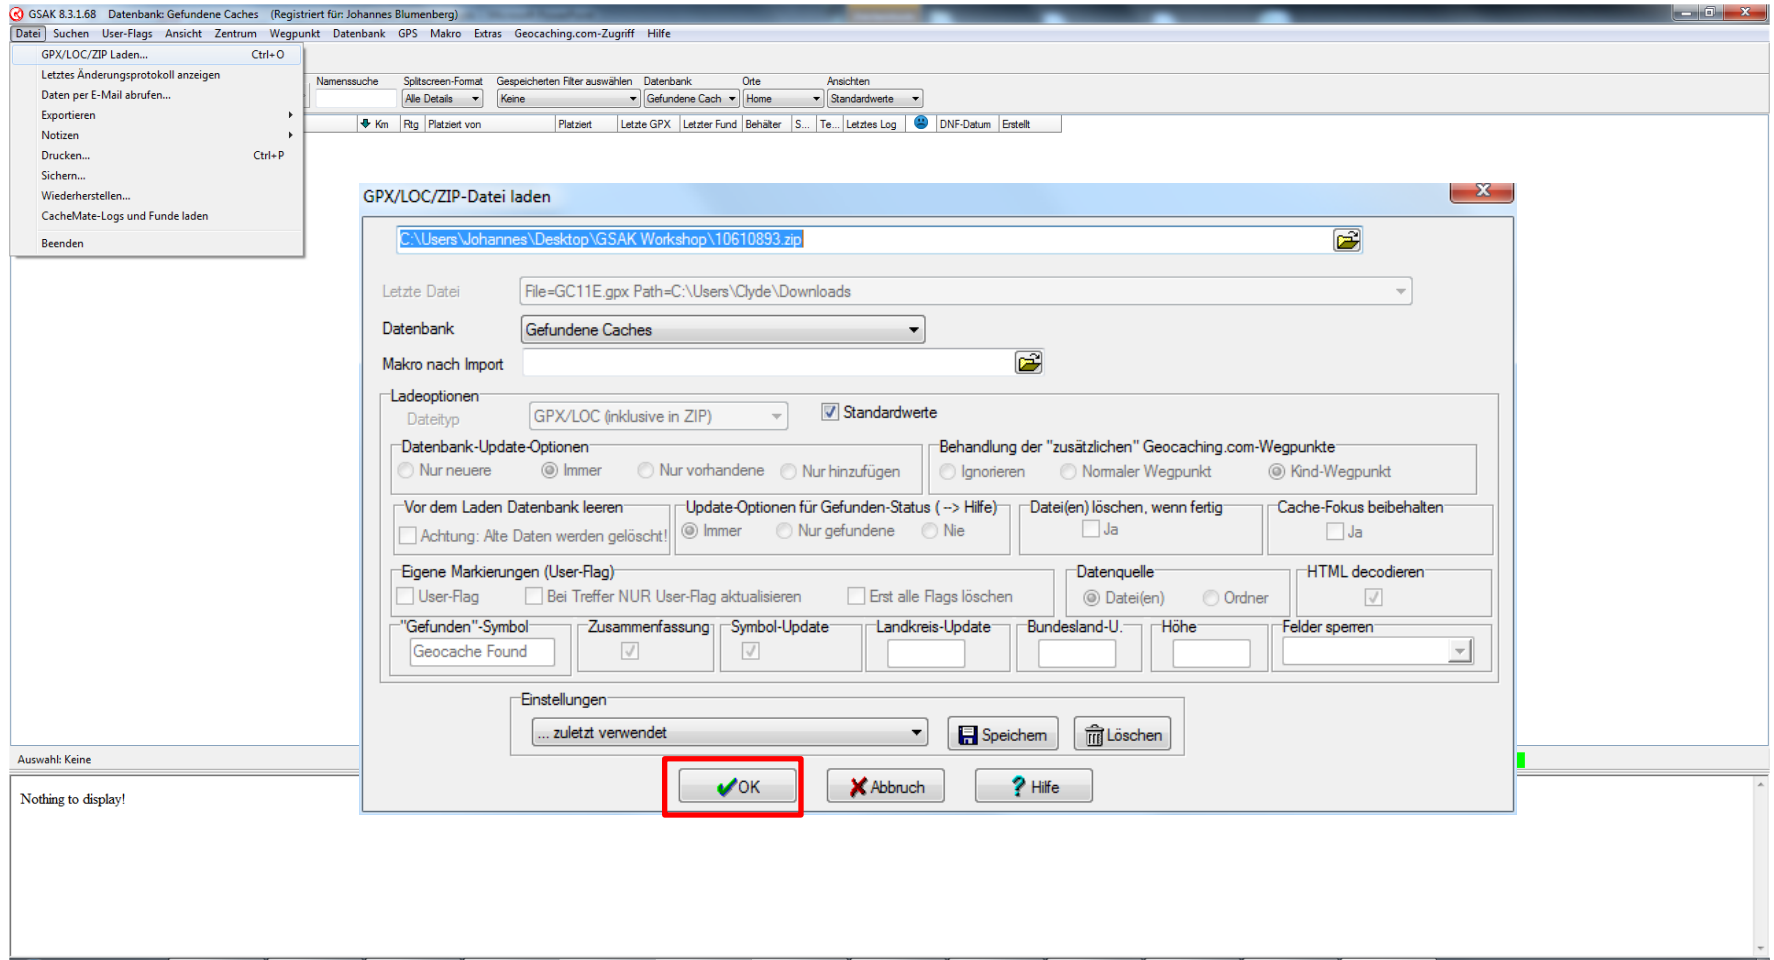 GSAK 8.3.1.68 Datenbank: Gefundene Caches (Registriert für: Johannes Blumenberg)
Datei Suchen User-Flags Ansicht Zentrum Wegpunkt Datenbank GPS Makro Extras Geocaching.com-Zugriff Hilfe
GPX/LOC/ZIP Laden... Ctrl+O
Letztes Änderungsprotokoll anzeigen
Daten per E-Mail abrufen...
Exportieren
Notizen
Drucken... Ctrl+P
Sichern...
Wiederherstellen...
CacheMate-Logs und Funde laden
Beenden
Namenssuche Splitscreen-Format Gespeicherten Filter auswählen Datenbank Orte Ansichten
Alle Details Keine Gefundene Cach Home Standardwerte
Km Rtg Platziert von Platziert Letzte GPX Letzter Fund Behälter S... Te... Letztes Log DNF-Datum Erstellt
GPX/LOC/ZIP-Datei laden
C:\Users\Johannes\Desktop\GSAK Workshop\10610893.zip
Letzte Datei File=GC11E.gpx Path=C:\Users\Clyde\Downloads
Datenbank Gefundene Caches
Makro nach Import
Ladeoptionen
Dateityp GPX/LOC (inklusive in ZIP) Standardwerte
Datenbank-Update-Optionen Behandlung der "zusätzlichen" Geocaching.com-Wegpunkte
Nur neuere Immer Nur vorhandene Nur hinzufügen Ignorieren Normaler Wegpunkt Kind-Wegpunkt
Vor dem Laden Datenbank leeren Update-Optionen für Gefunden-Status ( --> Hilfe) Datei(en) löschen, wenn fertig Cache-Fokus beibehalten
Achtung: Alte Daten werden gelöscht! Immer Nur gefundene Nie Ja Ja
Eigene Markierungen (User-Flag) Datenquelle HTML decodieren
User-Flag Bei Treffer NUR User-Flag aktualisieren Erst alle Flags löschen Datei(en) Ordner
"Gefunden"-Symbol Zusammenfassung Symbol-Update Landkreis-Update Bundesland-U. Höhe Felder sperren
Geocache Found
Einstellungen
... zuletzt verwendet Speichern Löschen
OK Abbruch Hilfe
Auswahl: Keine
Nothing to display!